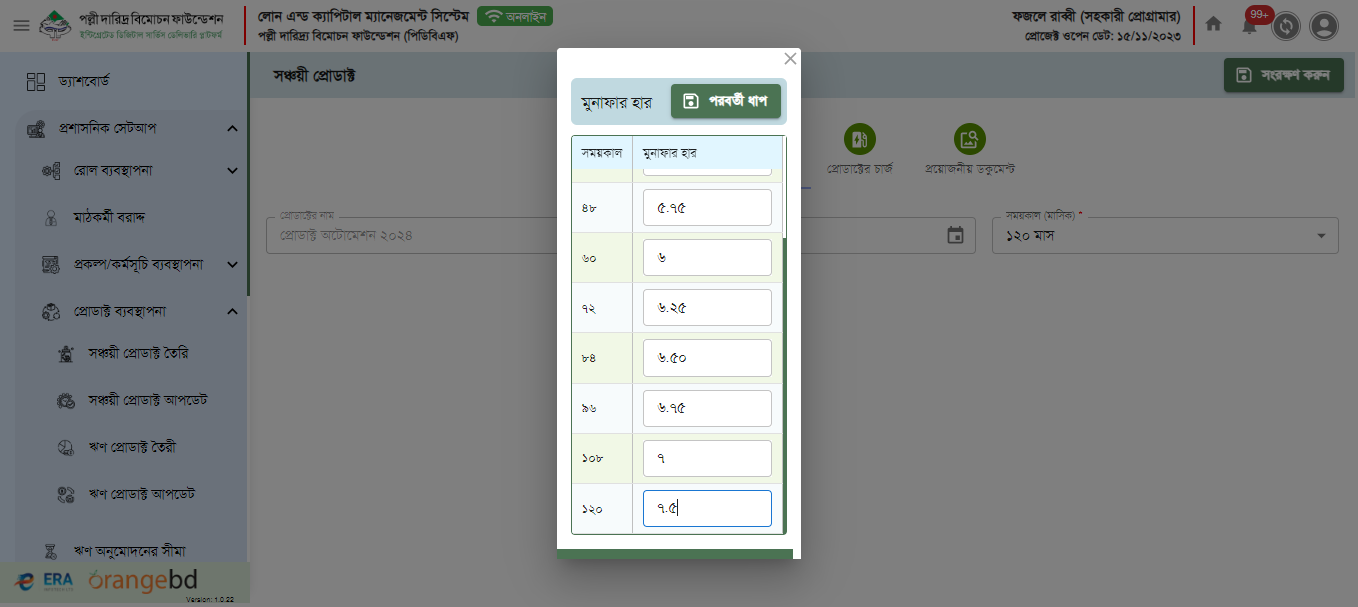 পল্লী দারিদ্র বিমোচন ফাউন্ডেশন
ইন্টিগ্রেটেড ডিজিটাল সার্ভিস ডেলিভারি প্ল্যাটফর্ম
লোন এন্ড ক্যাপিটাল ম্যানেজমেন্ট সিস্টেম
অনলাইন
পল্লী দারিদ্র্য বিমোচন ফাউন্ডেশন (পিডিবিএফ)
ফজলে রাব্বী (সহকারী প্রোগ্রামার)
প্রোজেক্ট ওপেন ডেট: ১৫/১১/২০২৩
99+
ড্যাশবোর্ড
প্রশাসনিক সেটআপ
রোল ব্যবস্থাপনা
মাঠকর্মী বরাদ্দ
প্রকল্প/কর্মসূচি ব্যবস্থাপনা
প্রোডাক্ট ব্যবস্থাপনা
সঞ্চয়ী প্রোডাক্ট তৈরি
সঞ্চয়ী প্রোডাক্ট আপডেট
ঋণ প্রোডাক্ট তৈরী
ঋণ প্রোডাক্ট আপডেট
ঋণ অনুমোদনের সীমা
ERA
orangebd
Version: 1.0.22
সঞ্চয়ী প্রোডাক্ট
সংরক্ষণ করুন
প্রোডাক্টের চার্জ
প্রয়োজনীয় ডকুমেন্ট
প্রোডাক্টের নাম
প্রোডাক্ট অটোমেশন ২০২৪
সময়কাল (মাসিক) *
১২০ মাস
মুনাফার হার
পরবর্তী ধাপ
সময়কাল মুনাফার হার
৪৮ ৫.৭৫
৬০ ৬
৭২ ৬.২৫
৮৪ ৬.৫০
৯৬ ৬.৭৫
১০৮ ৭
১২০ ৭.৫